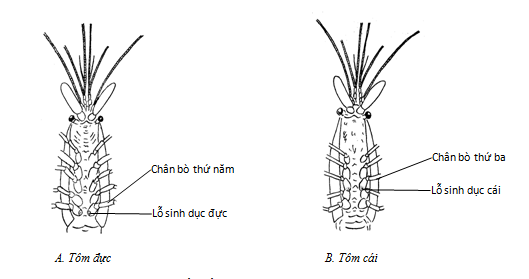 Chân bò thứ năm
Lỗ sinh dục đực
A. Tôm đực
Chân bò thứ ba
Lỗ sinh dục cái
B. Tôm cái